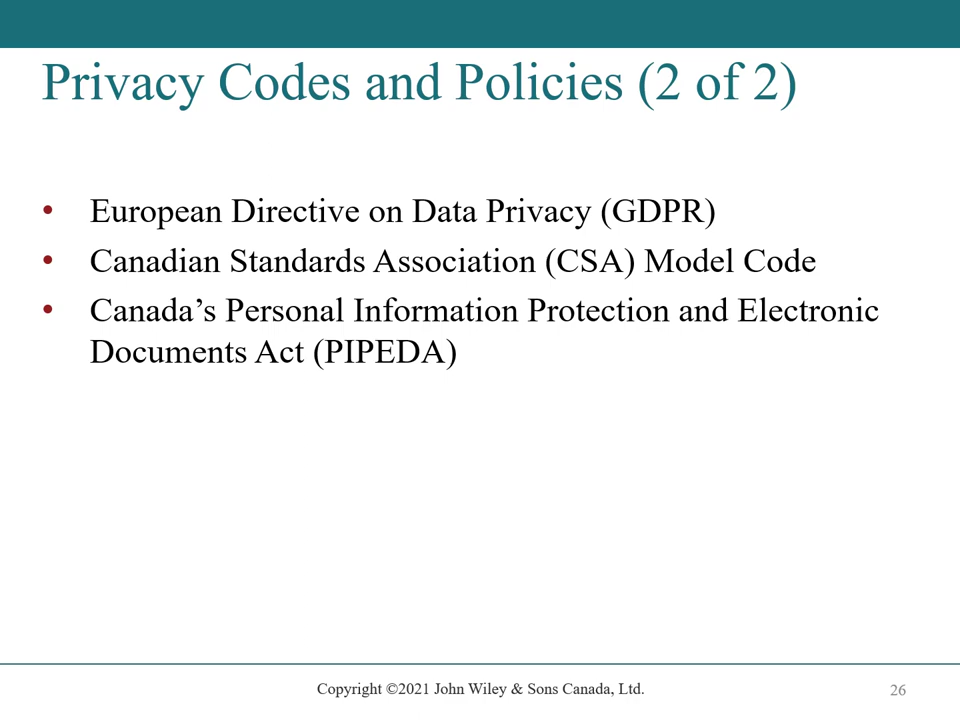 Privacy Codes and Policies (2 of 2)
• European Directive on Data Privacy (GDPR)
• Canadian Standards Association (CSA) Model Code
• Canada’s Personal Information Protection and Electronic
Documents Act (PIPEDA)
Copyright ©2021 John Wiley & Sons Canada, Ltd.
26